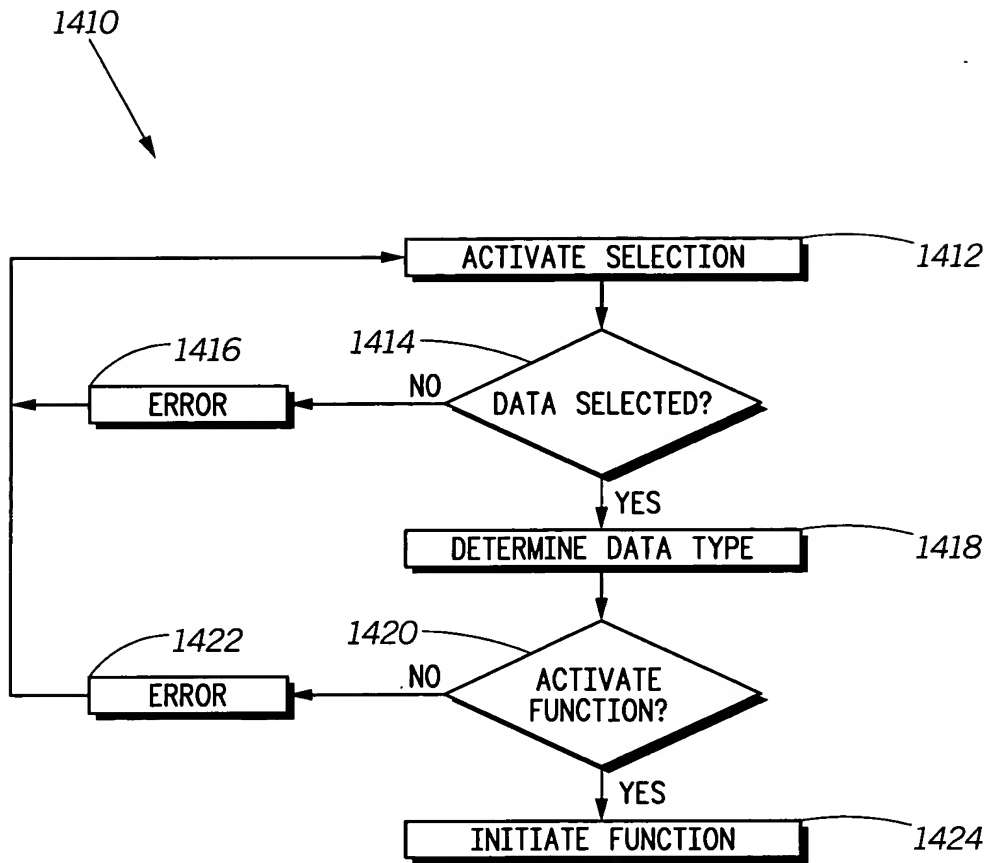 1410
ACTIVATE SELECTION
1412
1414
DATA SELECTED?
NO
1416
ERROR
YES
DETERMINE DATA TYPE
1418
1420
ACTIVATE
FUNCTION?
NO
1422
ERROR
YES
INITIATE FUNCTION
1424